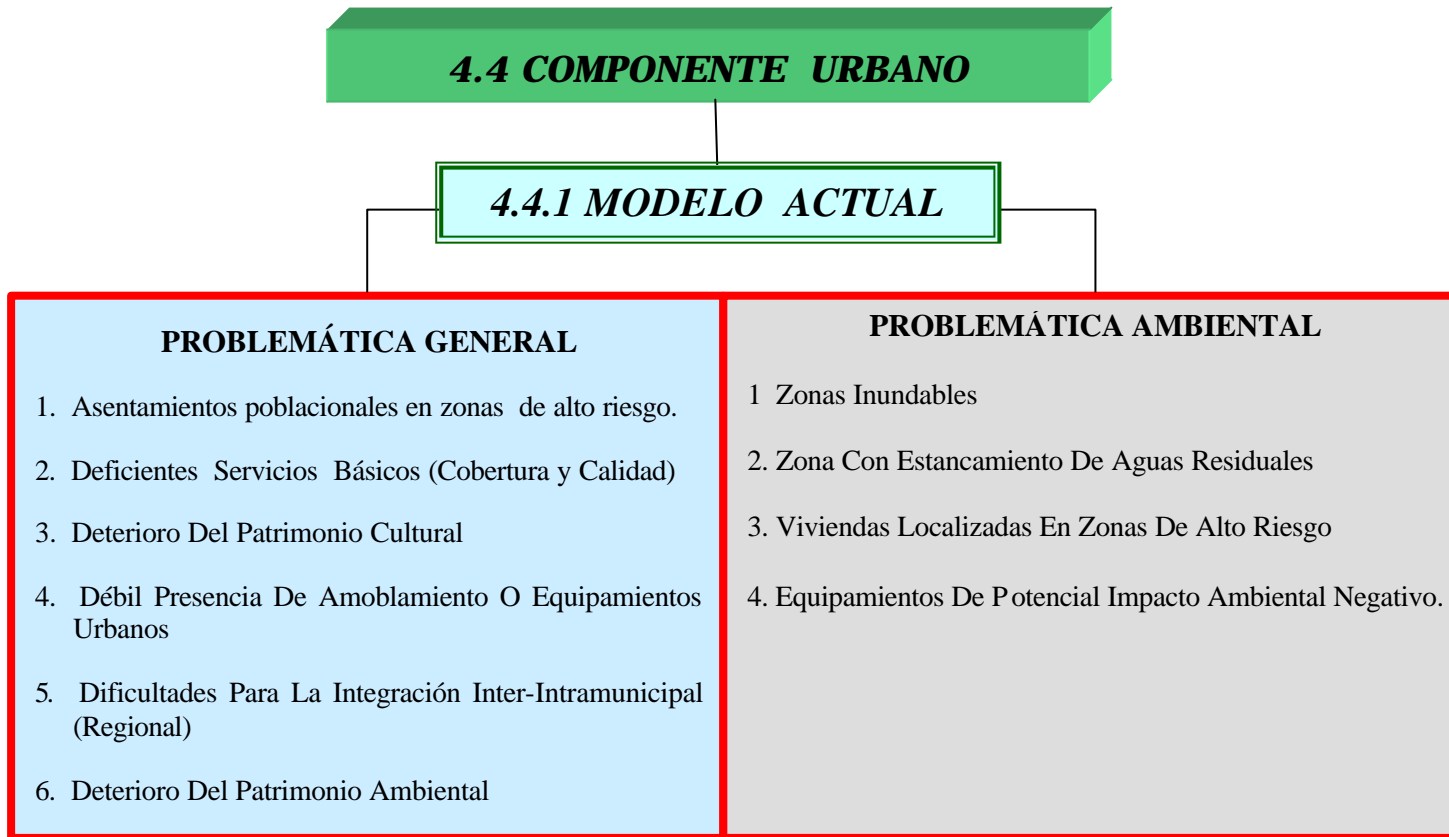 4.4 COMPONENTE URBANO
4.4.1 MODELO ACTUAL
PROBLEMÁTICA GENERAL
1. Asentamientos poblacionales en zonas de alto riesgo.
2. Deficientes Servicios Básicos (Cobertura y Calidad)
3. Deterioro Del Patrimonio Cultural
4. Débil Presencia De Amoblamiento O Equipamientos
Urbanos
5. Dificultades Para La Integración Inter-Intramunicipal
(Regional)
6. Deterioro Del Patrimonio Ambiental
PROBLEMÁTICA AMBIENTAL
1 Zonas Inundables
2. Zona Con Estancamiento De Aguas Residuales
3. Viviendas Localizadas En Zonas De Alto Riesgo
4. Equipamientos De Potencial Impacto Ambiental Negativo.